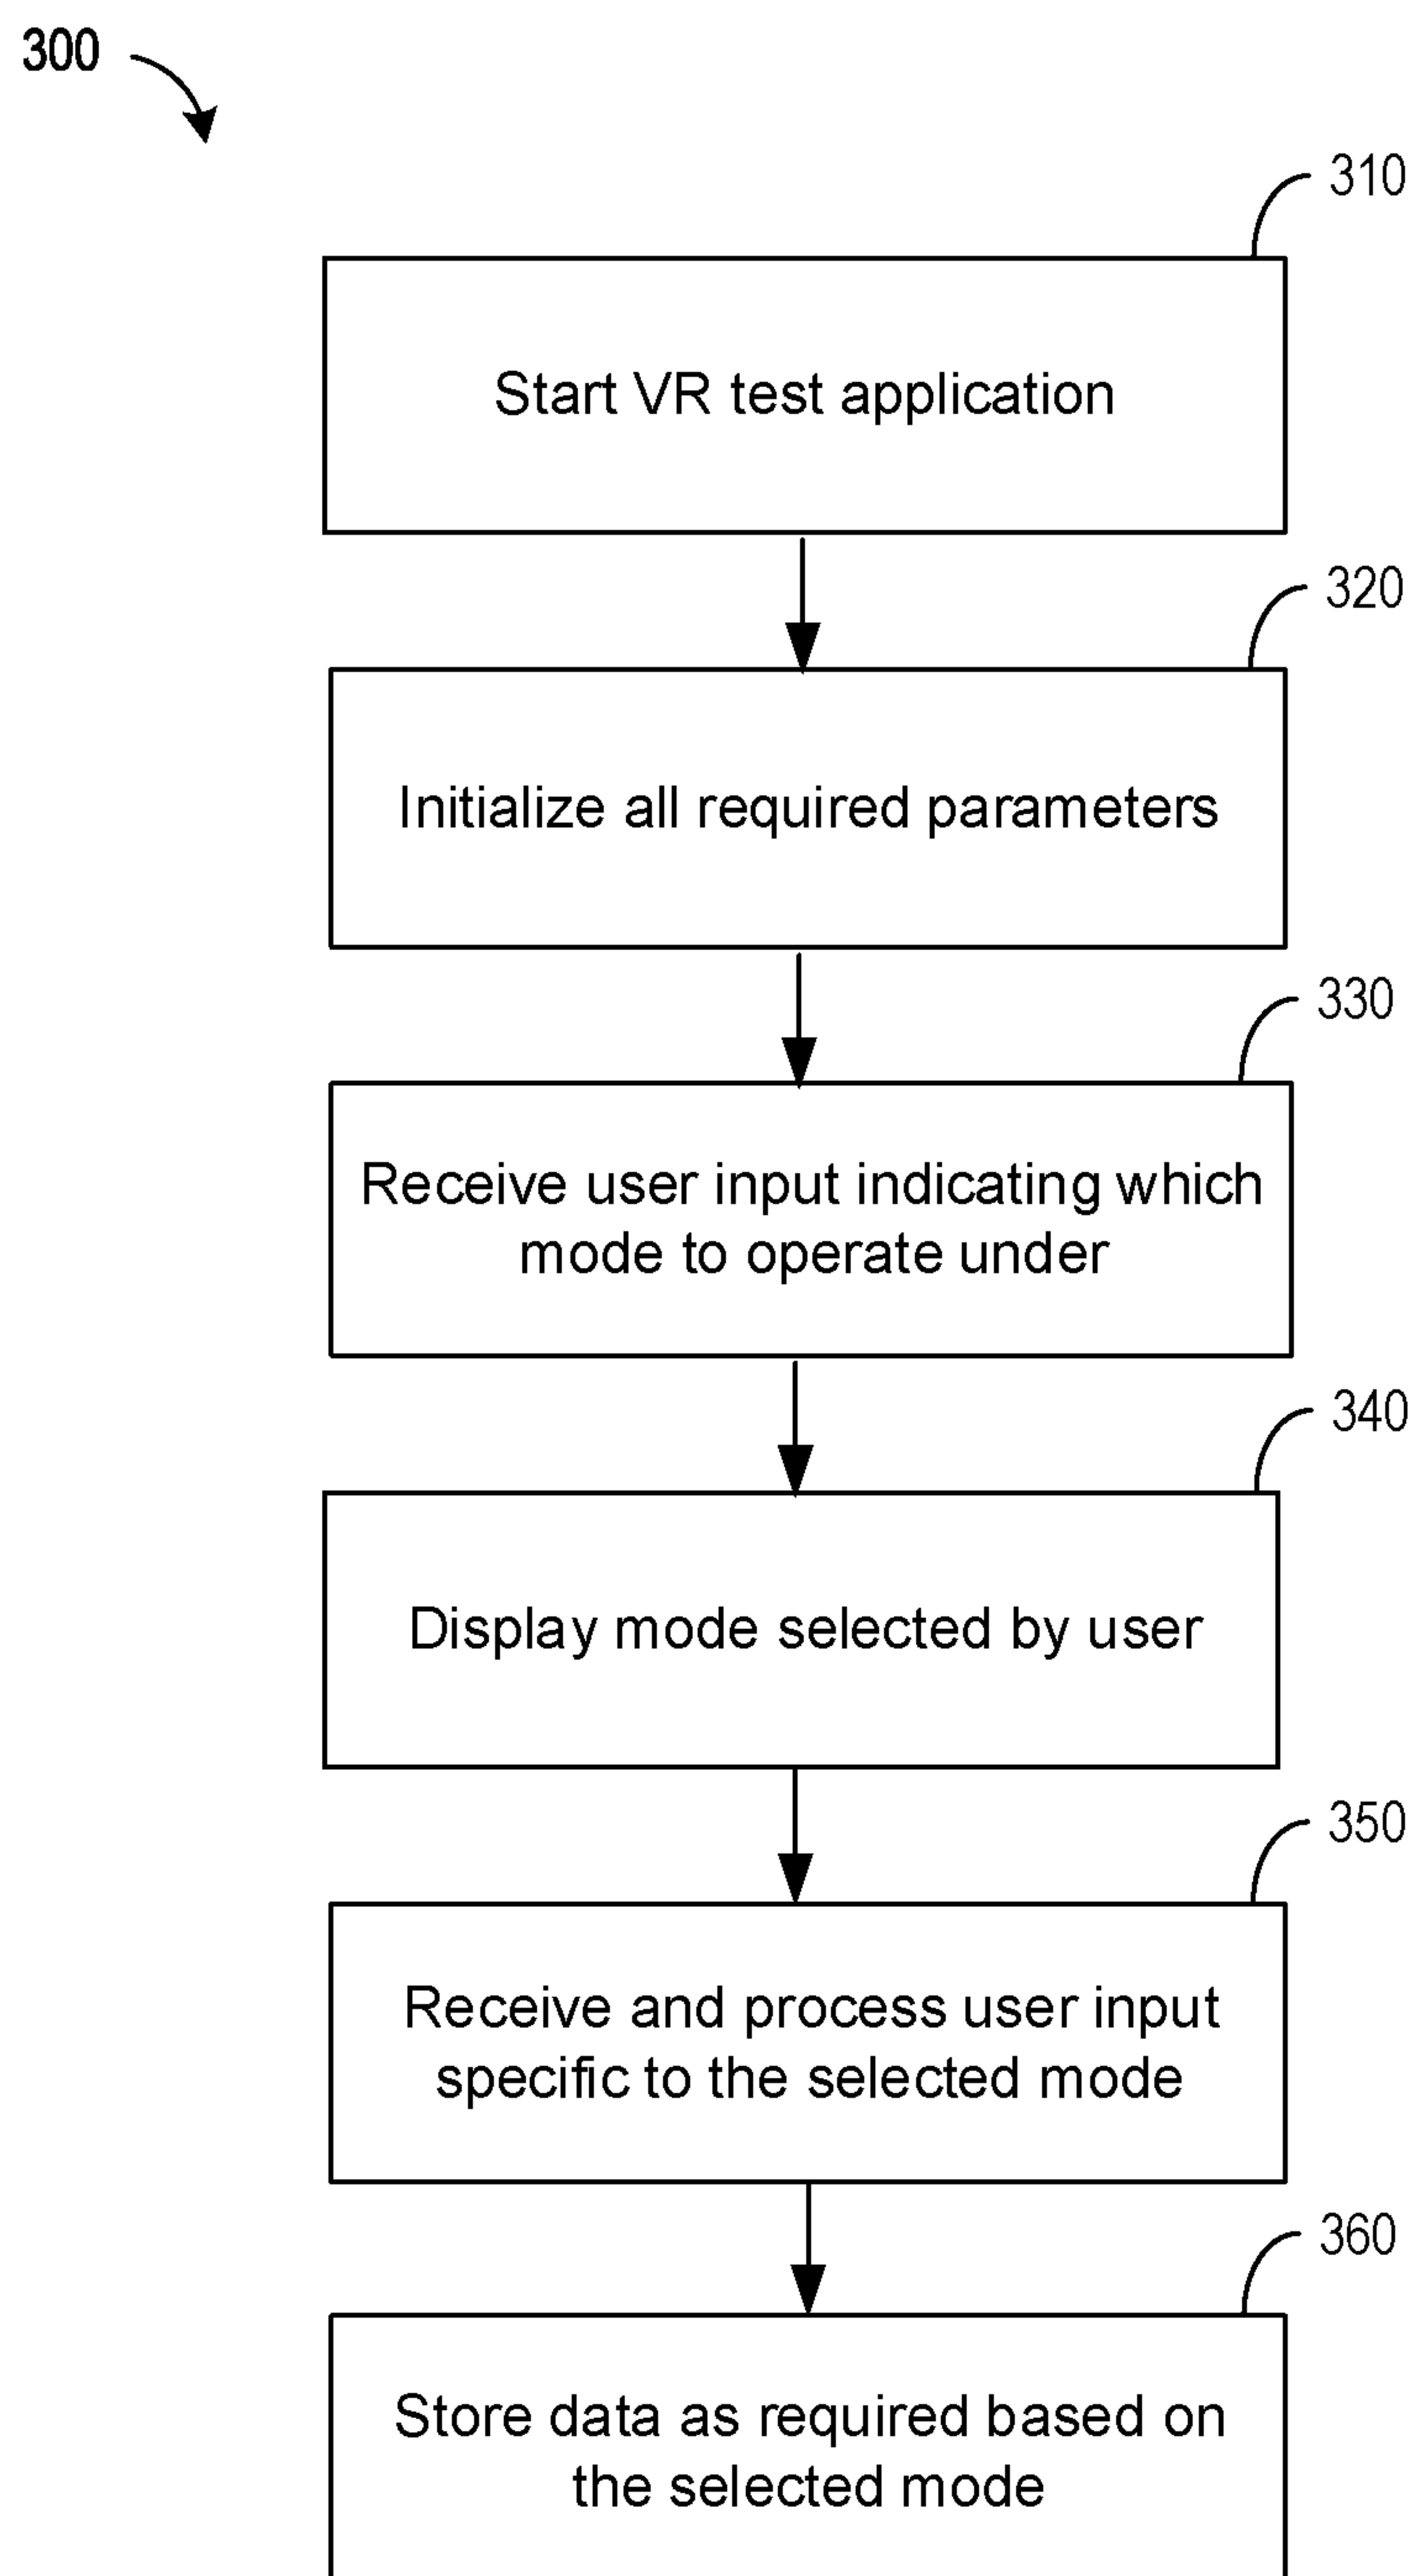 300
310
Start VR test application
320
Initialize all required parameters
330
Receive user input indicating which
mode to operate under
340
Display mode selected by user
350
Receive and process user input
specific to the selected mode
360
Store data as required based on
the selected mode